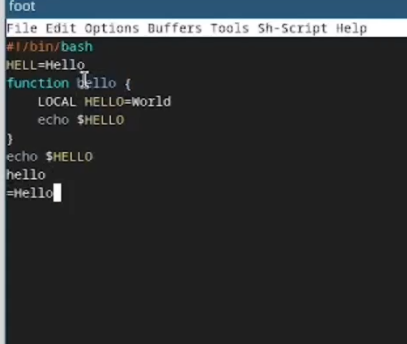 foot
File Edit Options Buffers Tools Sh-Script Help
#!/bin/bash
HELL=Hello
function hello {
    LOCAL HELLO=World
    echo $HELLO
}
echo $HELLO
hello
=Hello